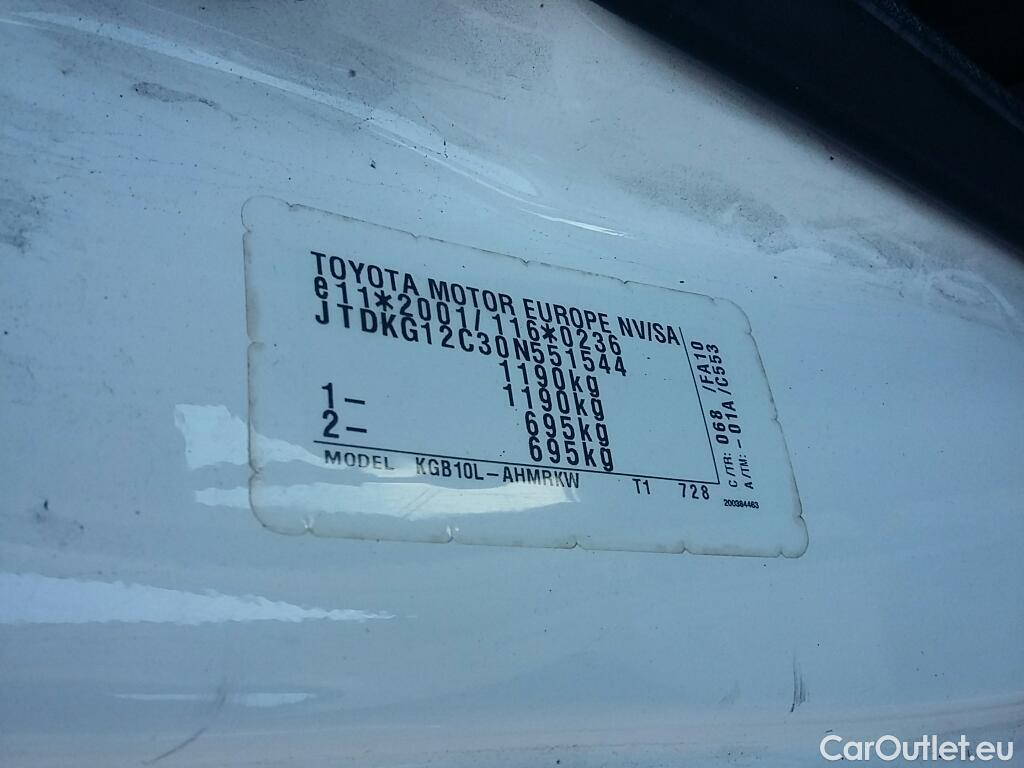 TOYOTA MOTOR EUROPE NV/SA
e11*2001/116*0236
JTDKG12C30N551544
1190kg
1190kg
1- 695kg
2- 695kg
C/TR: 068 /FA10
A/TM: -01A /C553
MODEL KGB10L-AHMRKW T1 728
200384463
CarOutlet.eu